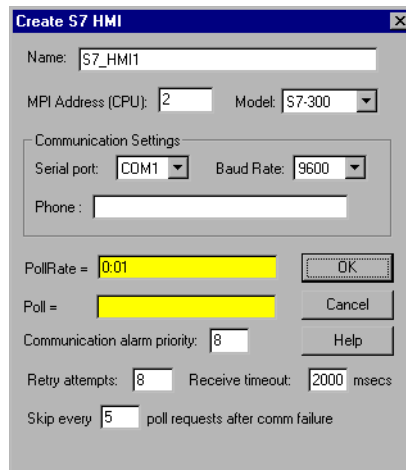 Create S7 HMI
Name: S7_HMI1
MPI Address (CPU): 2 Model: S7-300
Communication Settings
Serial port: COM1 Baud Rate: 9600
Phone :
PollRate = 0:01 OK
Poll = Cancel
Communication alarm priority: 8 Help
Retry attempts: 8 Receive timeout: 2000 msecs
Skip every 5 poll requests after comm failure